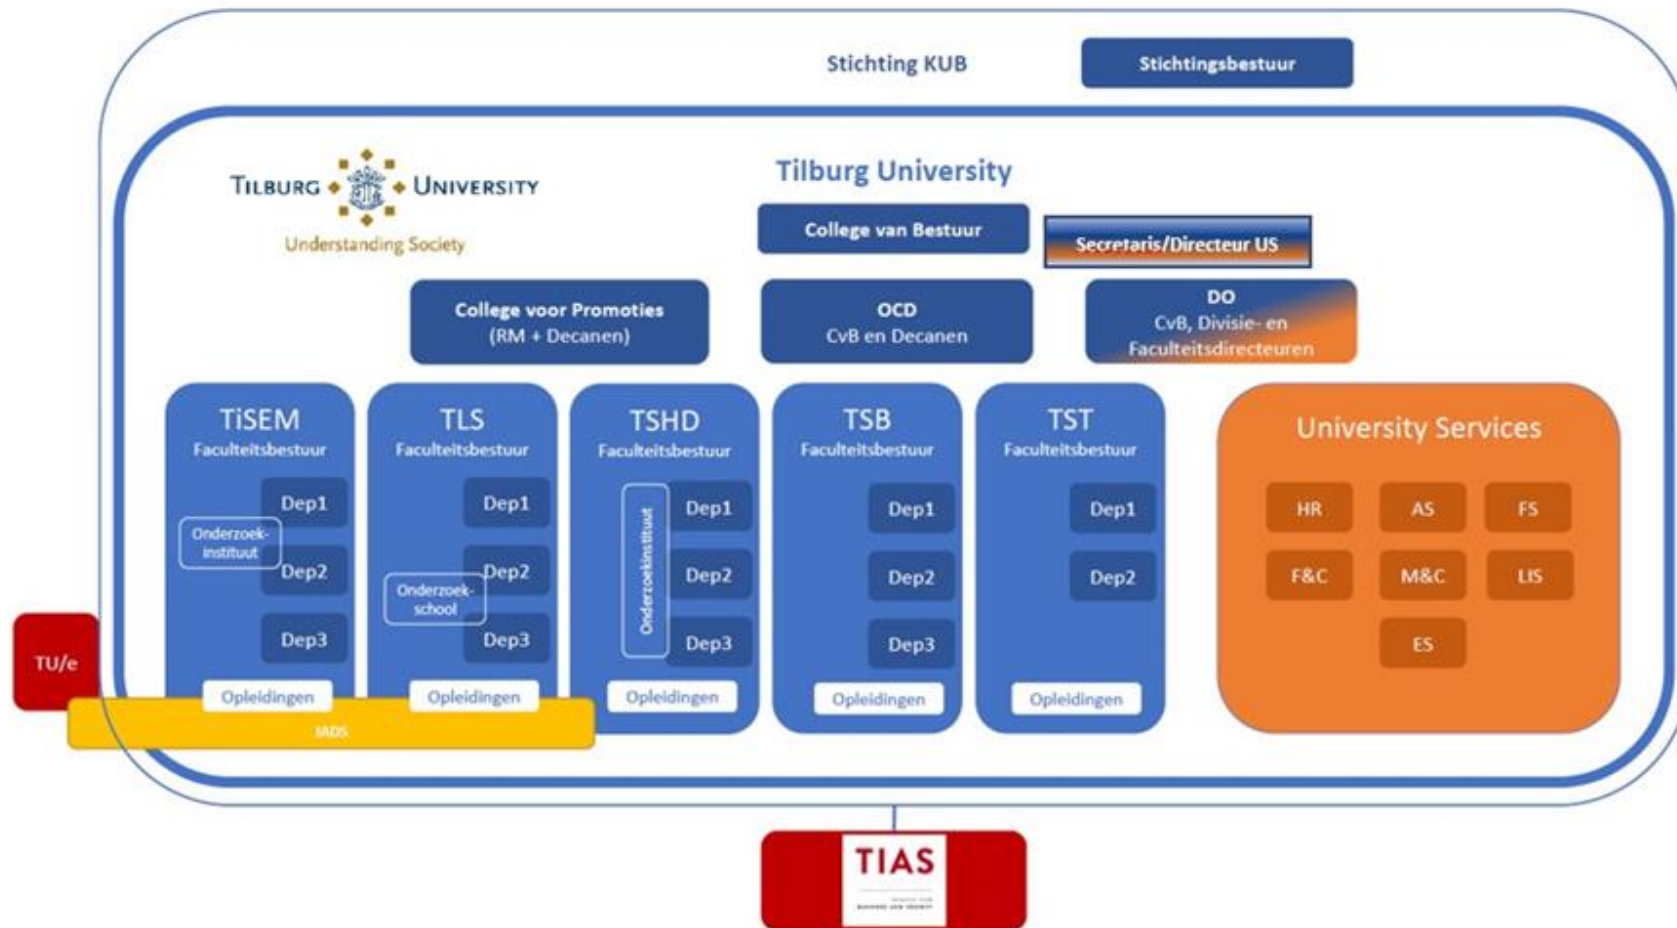 Stichting KUB
Stichtingsbestuur
TILBURG UNIVERSITY
Understanding Society
Tilburg University
College van Bestuur
Secretaris/Directeur US
College voor Promoties
(RM + Decanen)
OCD
CvB en Decanen
DO
CvB, Divisie- en
Faculteitsdirecteuren
TiSEM
Faculteitsbestuur
Dep1
Onderzoek-
instituut
Dep2
Dep3
Opleidingen
TLS
Faculteitsbestuur
Dep1
Dep2
Onderzoek-
school
Dep3
Opleidingen
TSHD
Faculteitsbestuur
Onderzoekinstituut
Dep1
Dep2
Dep3
Opleidingen
TSB
Faculteitsbestuur
Dep1
Dep2
Dep3
Opleidingen
TST
Faculteitsbestuur
Dep1
Dep2
Opleidingen
University Services
HR
AS
FS
F&C
M&C
LIS
ES
TU/e
JADS
TIAS